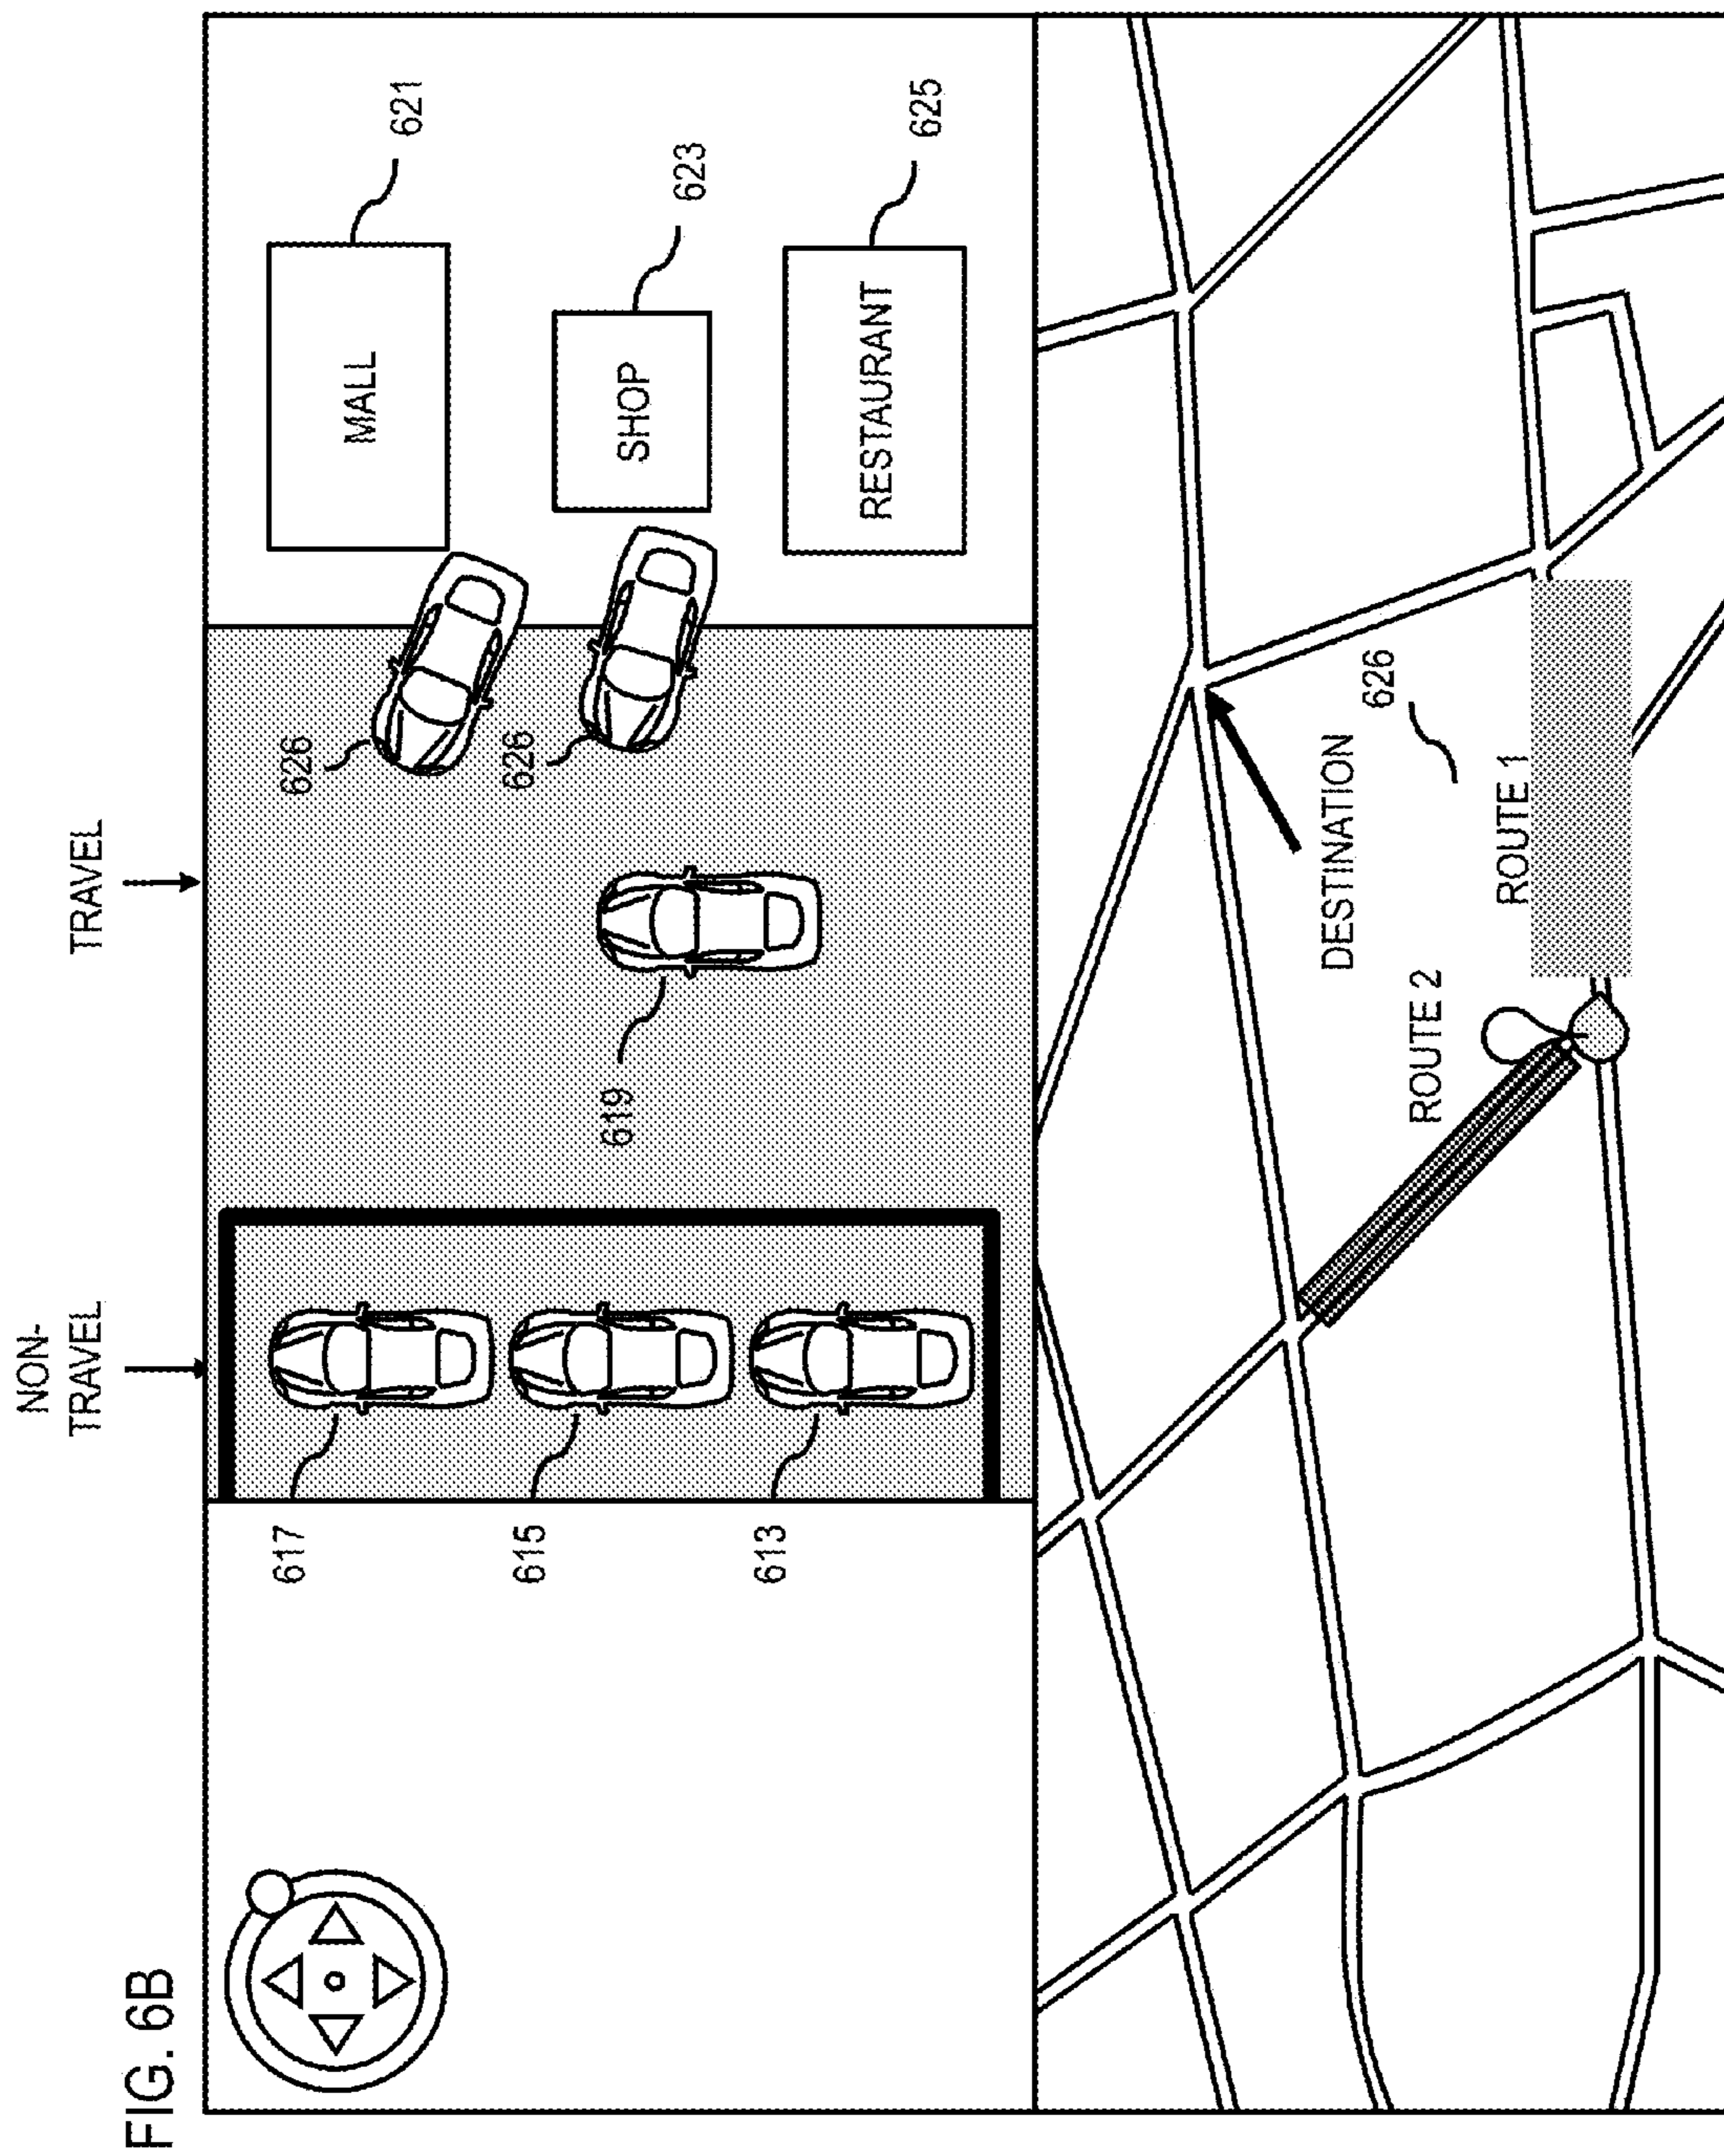 FIG. 6B
NON-
TRAVEL
TRAVEL
617
615
613
619
626
626
MALL
621
SHOP
623
RESTAURANT
625
DESTINATION
626
ROUTE 2
ROUTE 1